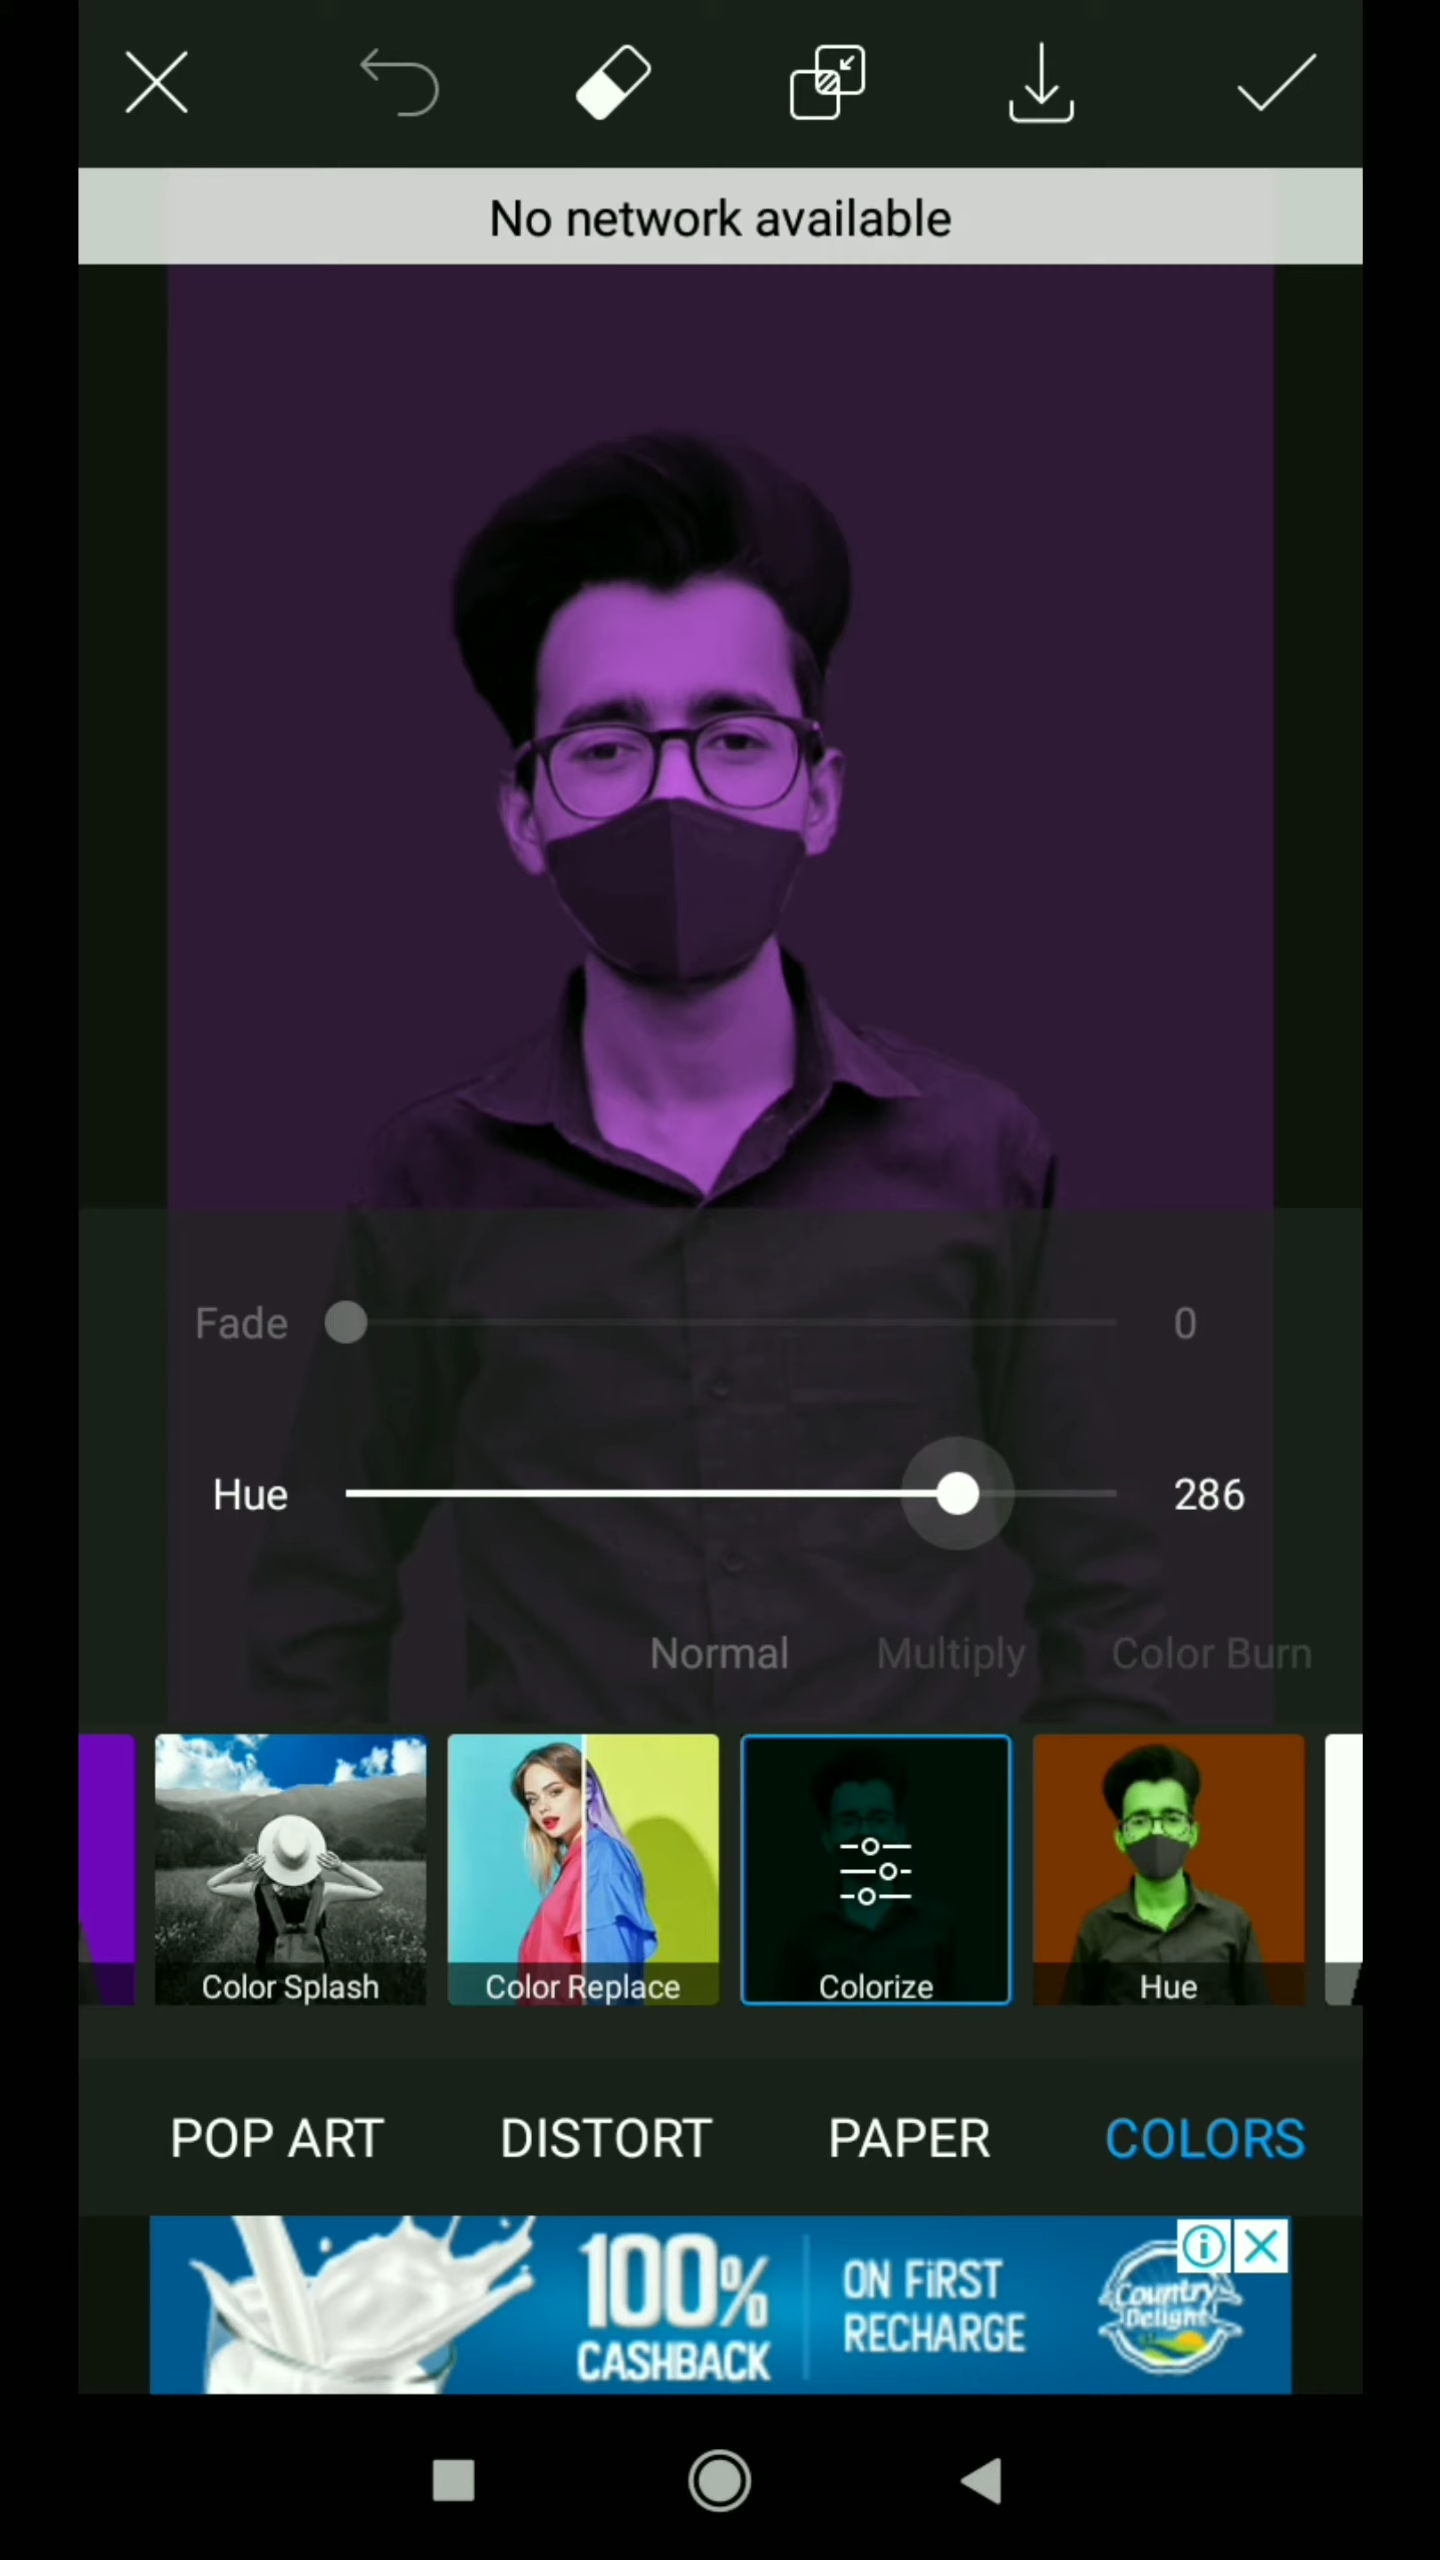 No network available
Fade 0
Hue 286
Normal Multiply Color Burn
Color Splash Color Replace Colorize Hue
POP ART DISTORT PAPER COLORS
100% CASHBACK
ON FIRST RECHARGE
Country Delight